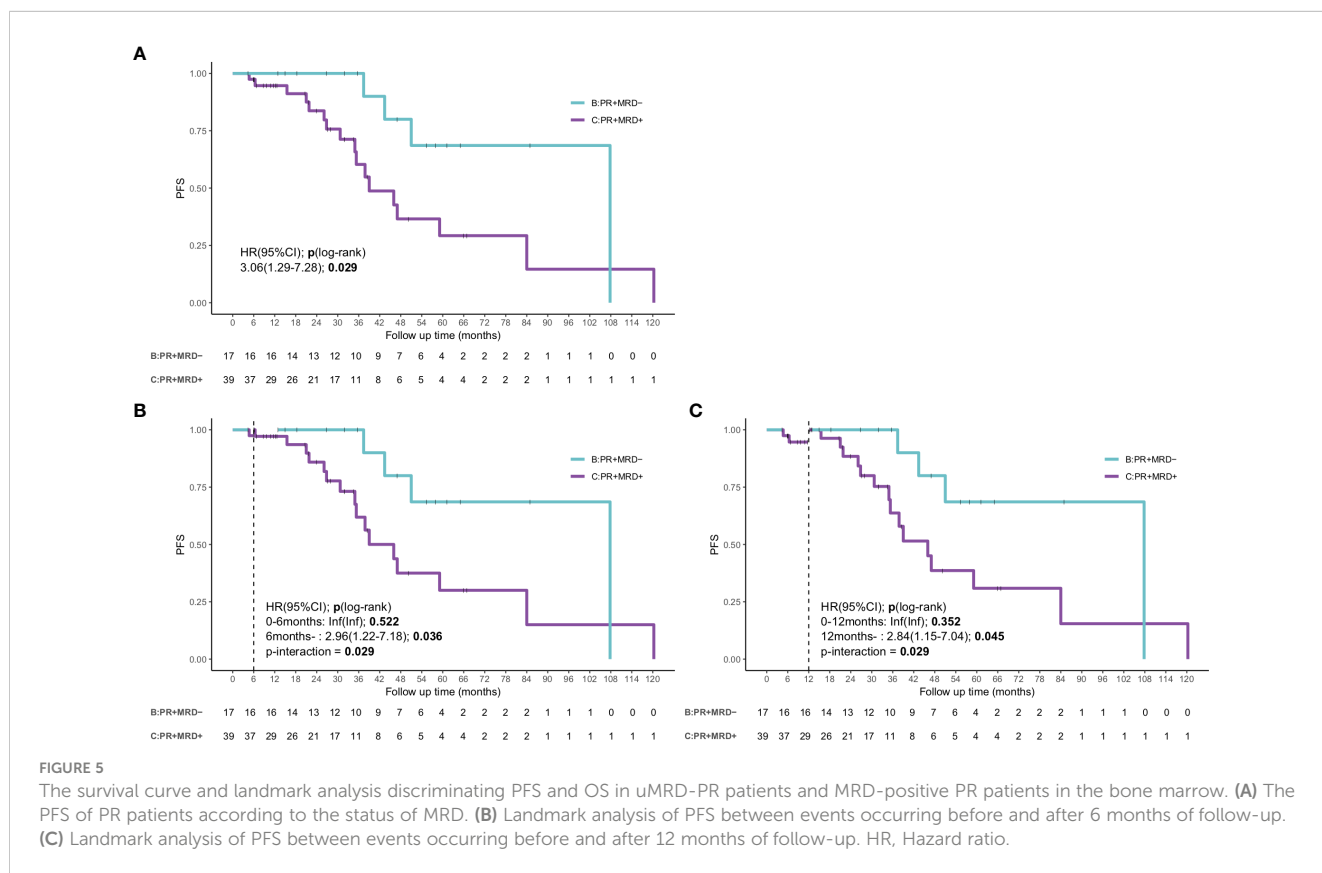 A
1.00
0.75
0.50
0.25
0.00
PFS
B:PR+MRD−
C:PR+MRD+
HR(95%CI); p(log-rank)
3.06(1.29-7.28); 0.029
0 6 12 18 24 30 36 42 48 54 60 66 72 78 84 90 96 102 108 114 120
Follow up time (months)
B:PR+MRD− 17 16 16 14 13 12 10 9 7 6 4 2 2 2 2 1 1 1 0 0 0
C:PR+MRD+ 39 37 29 26 21 17 11 8 6 5 4 4 2 2 2 1 1 1 1 1 1
B
1.00
0.75
0.50
0.25
0.00
PFS
B:PR+MRD−
C:PR+MRD+
HR(95%CI); p(log-rank)
0-6months: Inf(Inf); 0.522
6months- : 2.96(1.22-7.18); 0.036
p-interaction = 0.029
0 6 12 18 24 30 36 42 48 54 60 66 72 78 84 90 96 102 108 114 120
Follow up time (months)
B:PR+MRD− 17 16 16 14 13 12 10 9 7 6 4 2 2 2 2 1 1 1 0 0 0
C:PR+MRD+ 39 37 29 26 21 17 11 8 6 5 4 4 2 2 2 1 1 1 1 1 1
C
1.00
0.75
0.50
0.25
0.00
PFS
B:PR+MRD−
C:PR+MRD+
HR(95%CI); p(log-rank)
0-12months: Inf(Inf); 0.352
12months- : 2.84(1.15-7.04); 0.045
p-interaction = 0.029
0 6 12 18 24 30 36 42 48 54 60 66 72 78 84 90 96 102 108 114 120
Follow up time (months)
B:PR+MRD− 17 16 16 14 13 12 10 9 7 6 4 2 2 2 2 1 1 1 0 0 0
C:PR+MRD+ 39 37 29 26 21 17 11 8 6 5 4 4 2 2 2 1 1 1 1 1 1
FIGURE 5
The survival curve and landmark analysis discriminating PFS and OS in uMRD-PR patients and MRD-positive PR patients in the bone marrow. (A) The
PFS of PR patients according to the status of MRD. (B) Landmark analysis of PFS between events occurring before and after 6 months of follow-up.
(C) Landmark analysis of PFS between events occurring before and after 12 months of follow-up. HR, Hazard ratio.